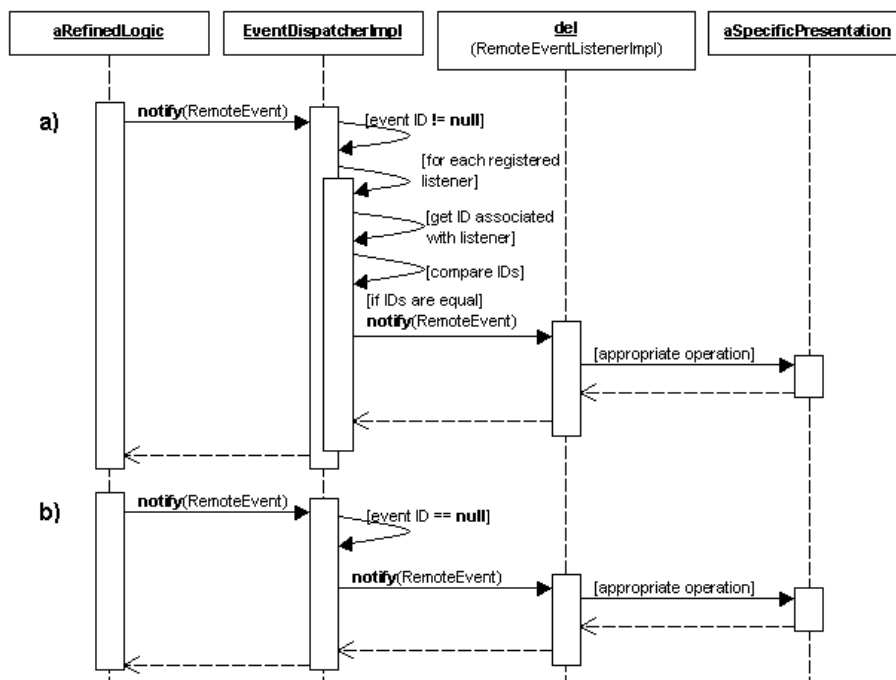 aRefinedLogic
EventDispatcherImpl
del
(RemoteEventListenerImpl)
aSpecificPresentation
a)
notify(RemoteEvent)
[event ID != null]
[for each registered
listener]
[get ID associated
with listener]
[compare IDs]
[if IDs are equal]
notify(RemoteEvent)
[appropriate operation]
b)
notify(RemoteEvent)
[event ID == null]
notify(RemoteEvent)
[appropriate operation]